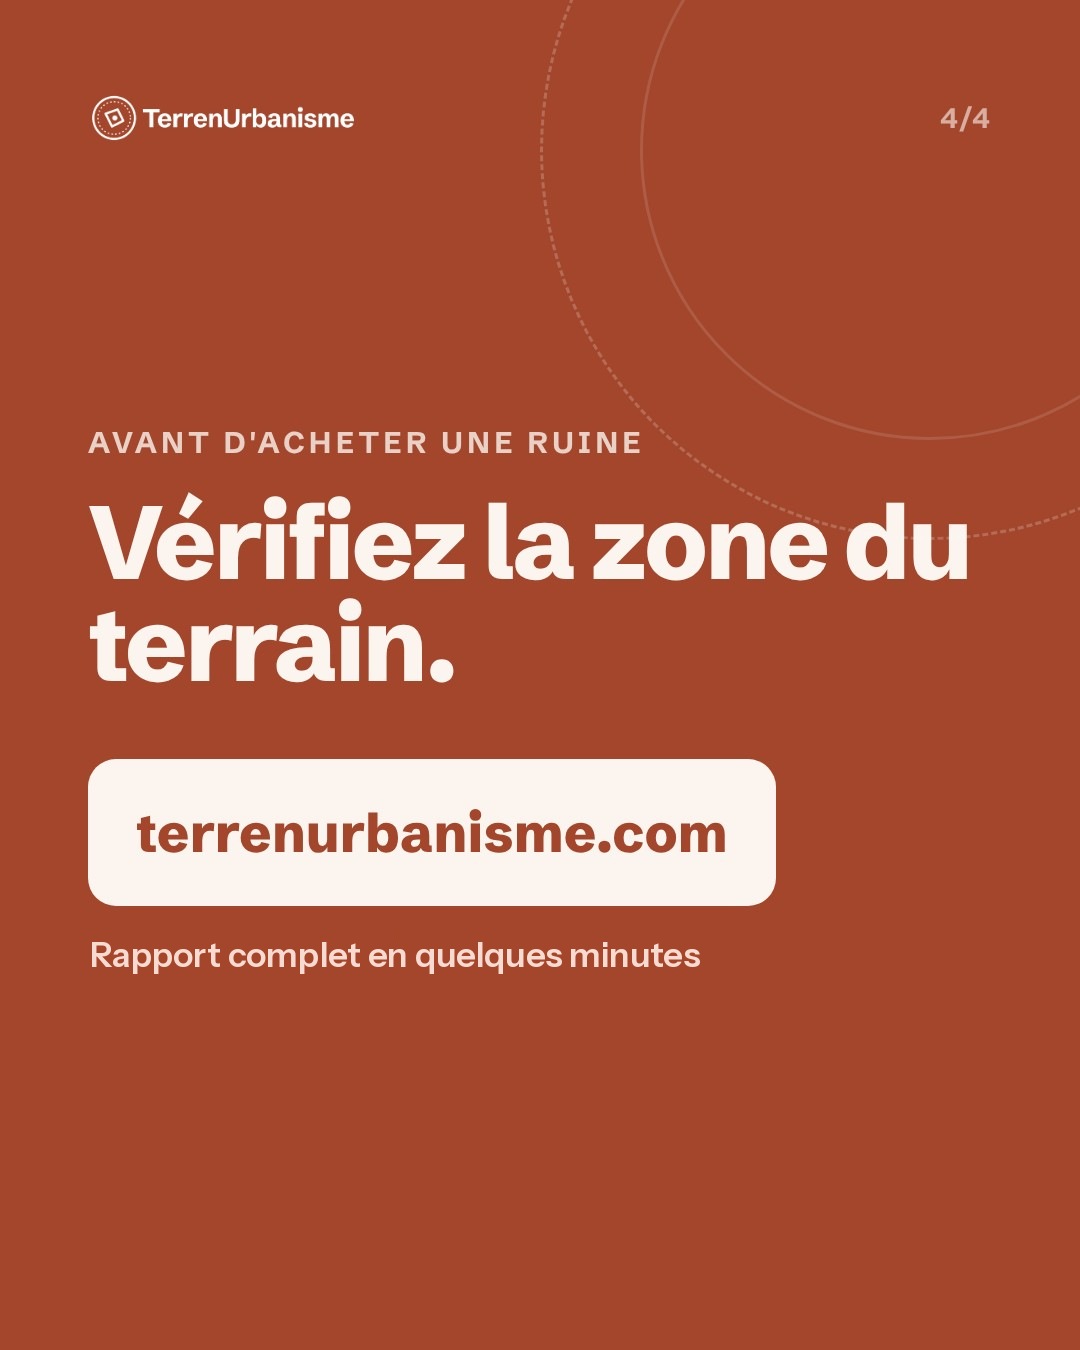 TerrenUrbanisme
4/4
AVANT D'ACHETER UNE RUINE
Vérifiez la zone du
terrain.
terrenurbanisme.com
Rapport complet en quelques minutes